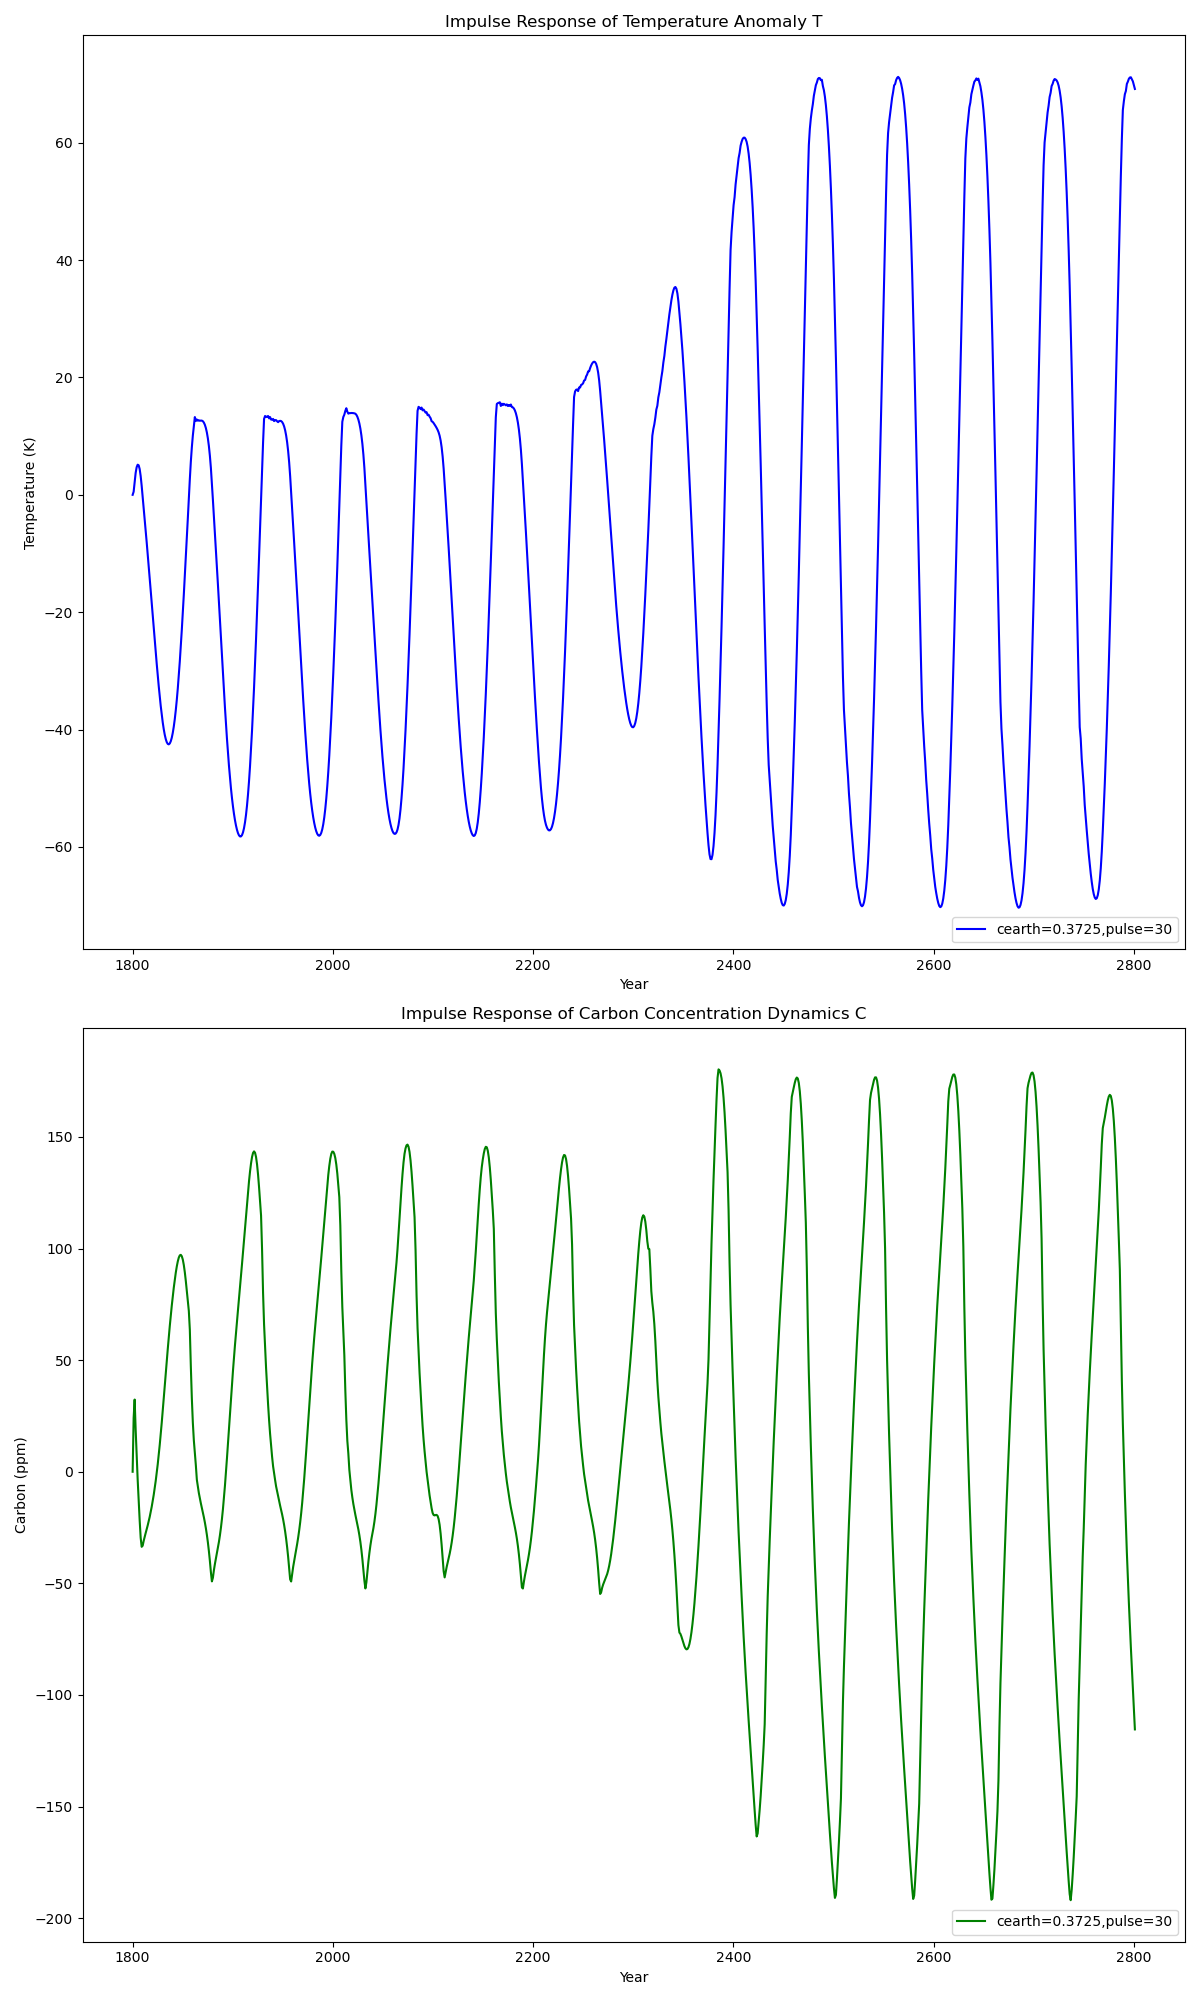 Impulse Response of Temperature Anomaly T
Temperature (K)
60
40
20
0
−20
−40
−60
cearth=0.3725,pulse=30
1800 2000 2200 2400 2600 2800
Year
Impulse Response of Carbon Concentration Dynamics C
Carbon (ppm)
150
100
50
0
−50
−100
−150
−200
cearth=0.3725,pulse=30
1800 2000 2200 2400 2600 2800
Year